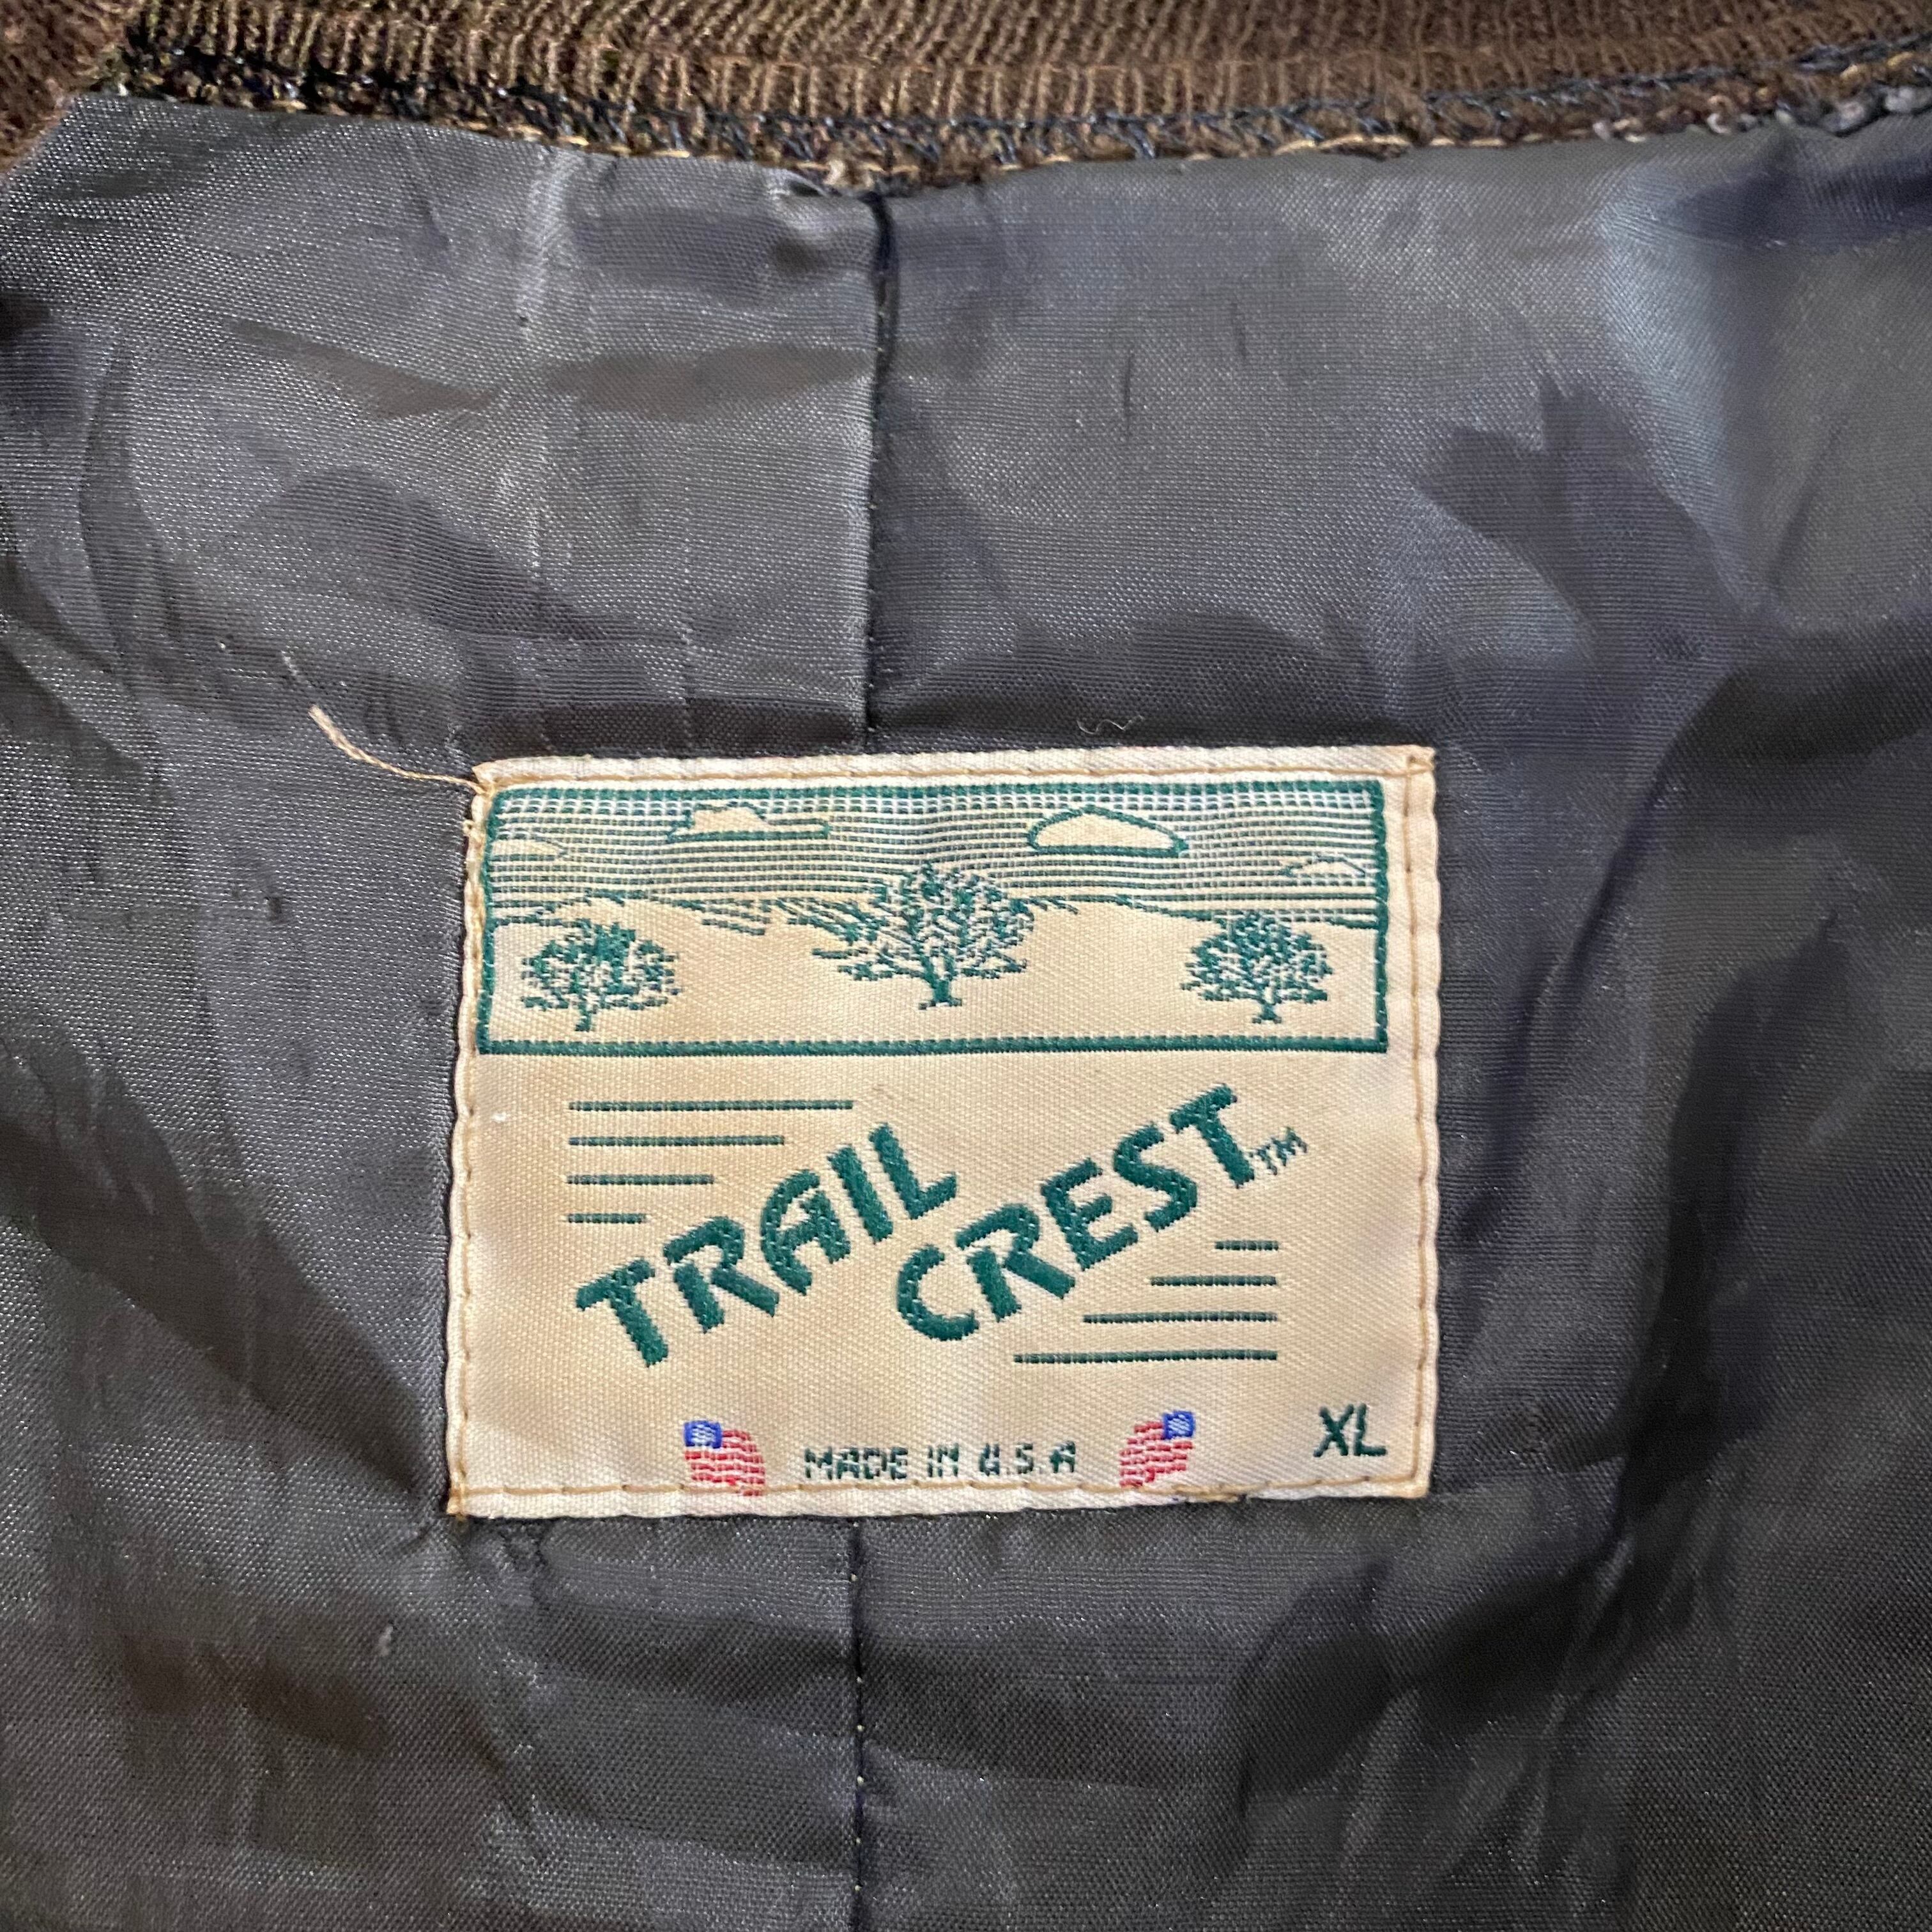 TRAIL
CREST™
MADE IN U.S.A
XL